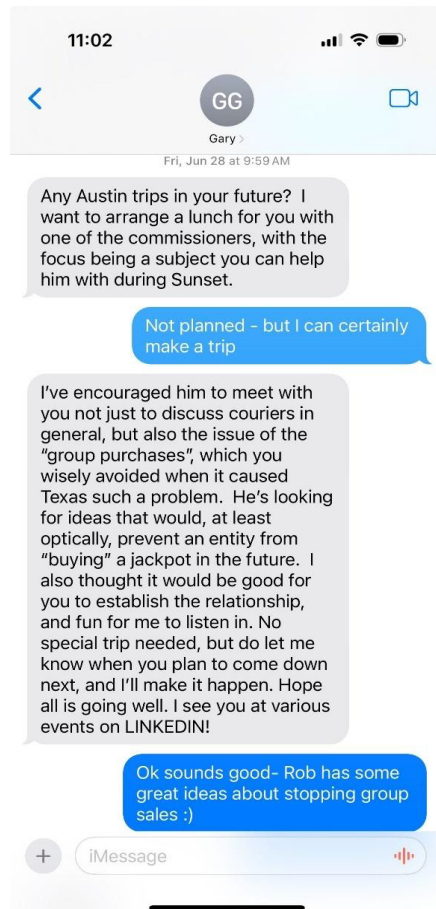 11:02
GG
Gary >
Fri, Jun 28 at 9:59 AM
Any Austin trips in your future?  I
want to arrange a lunch for you with
one of the commissioners, with the
focus being a subject you can help
him with during Sunset.
Not planned - but I can certainly
make a trip
I've encouraged him to meet with
you not just to discuss couriers in
general, but also the issue of the
“group purchases”, which you
wisely avoided when it caused
Texas such a problem.  He's looking
for ideas that would, at least
optically, prevent an entity from
“buying” a jackpot in the future.  I
also thought it would be good for
you to establish the relationship,
and fun for me to listen in. No
special trip needed, but do let me
know when you plan to come down
next, and I'll make it happen. Hope
all is going well. I see you at various
events on LINKEDIN!
Ok sounds good- Rob has some
great ideas about stopping group
sales :)
iMessage